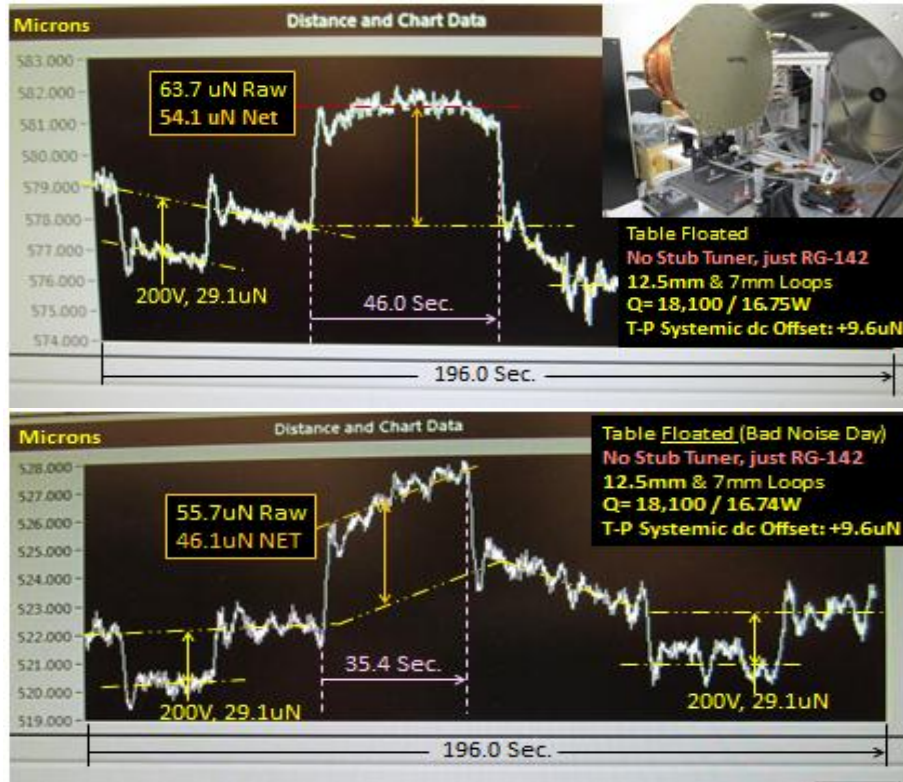 Microns
Distance and Chart Data
583.000
582.000
581.000
580.000
579.000
578.000
577.000
576.000
575.000
574.000
63.7 uN Raw
54.1 uN Net
200V, 29.1uN
46.0 Sec.
196.0 Sec.
Table Floated
No Stub Tuner, just RG-142
12.5mm & 7mm Loops
Q= 18,100 / 16.75W
T-P Systemic dc Offset: +9.6uN
Microns
Distance and Chart Data
528.000
527.000
526.000
525.000
524.000
523.000
522.000
521.000
520.000
519.000
55.7uN Raw
46.1uN NET
200V, 29.1uN
35.4 Sec.
200V, 29.1uN
196.0 Sec.
Table Floated (Bad Noise Day)
No Stub Tuner, just RG-142
12.5mm & 7mm Loops
Q= 18,100 / 16.74W
T-P Systemic dc Offset: +9.6uN